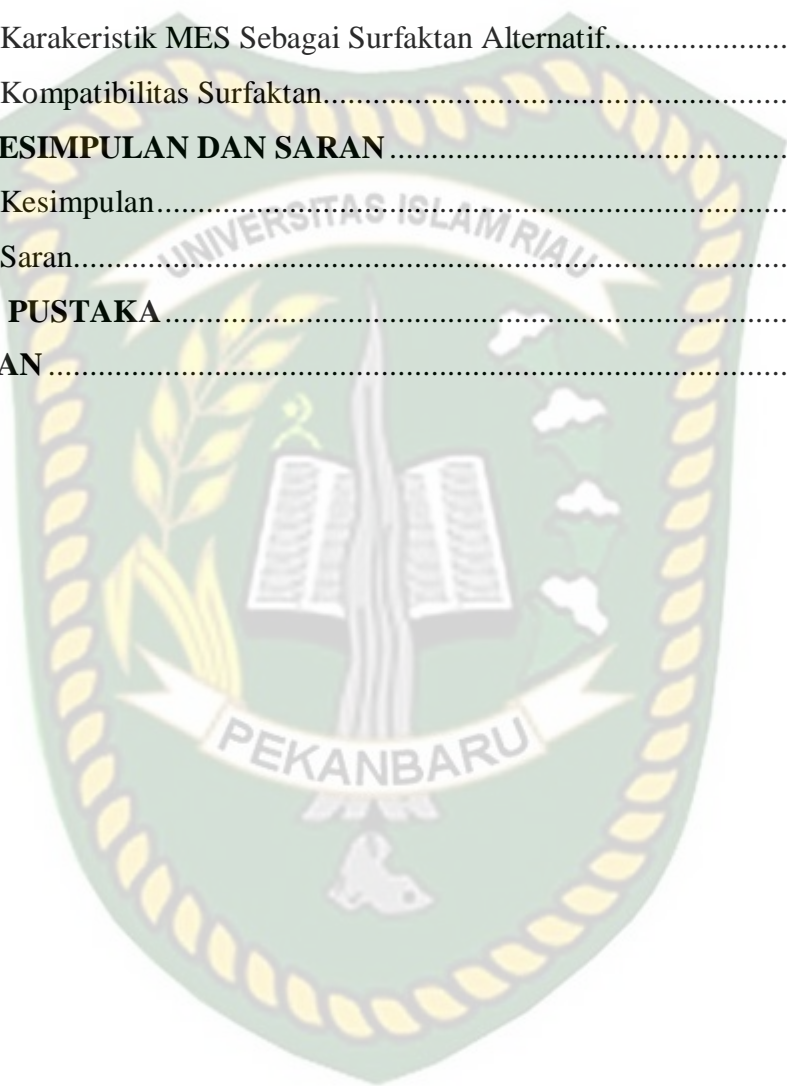 Karakeristik MES Sebagai Surfaktan Alternatif.....................
Kompatibilitas Surfaktan.......................................................
ESIMPULAN DAN SARAN...............................................
Kesimpulan.............................................................................
UNIVERSITAS ISLAM RIAU
Saran.......................................................................................
PUSTAKA.............................................................................
AN...........................................................................................
PEKANBARU